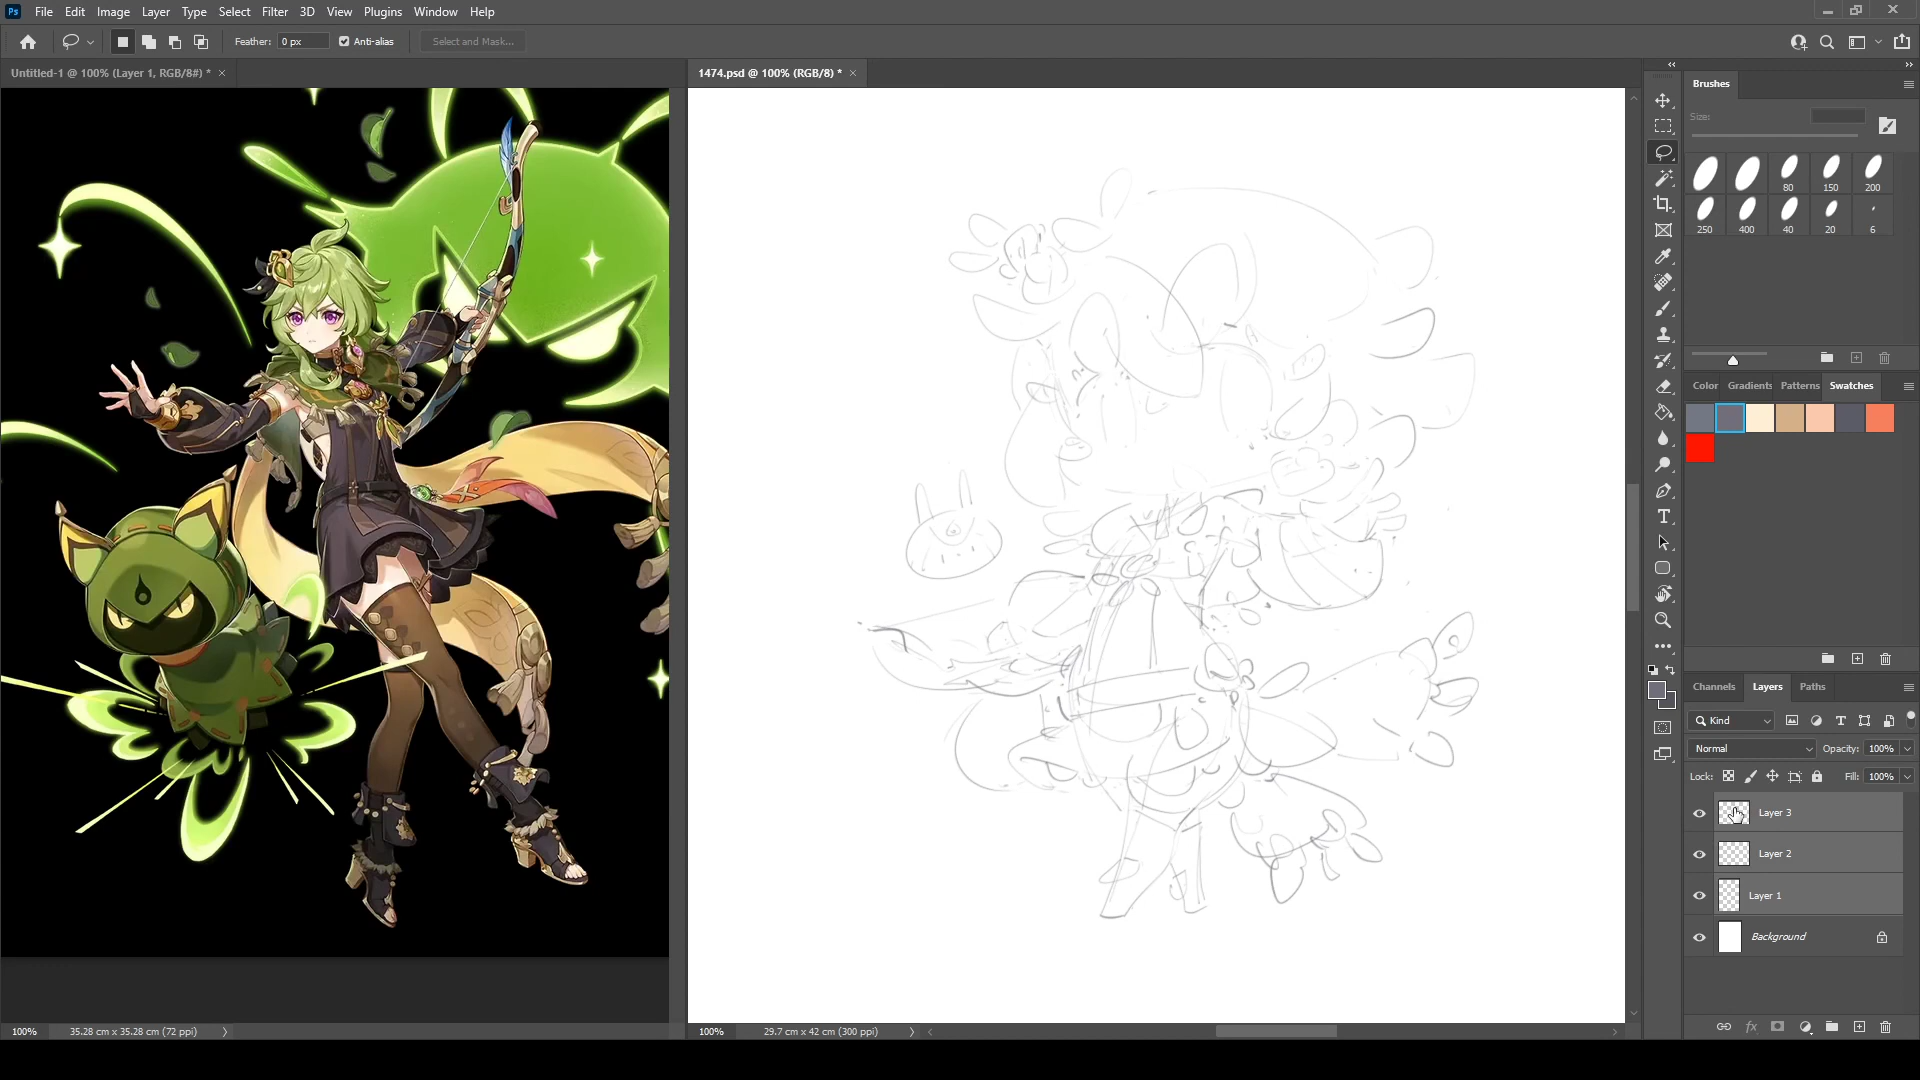 Ps File Edit Image Layer Type Select Filter 3D View Plugins Window Help
Feather: 0 px Anti-alias Select and Mask...
Untitled-1 @ 100% (Layer 1, RGB/8#) * ×
1474.psd @ 100% (RGB/8) * ×
Brushes
Size:
80 150 200
250 400 40 20 6
Color Gradients Patterns Swatches
Channels Layers Paths
Kind
Normal Opacity: 100%
Lock: Fill: 100%
Layer 3
Layer 2
Layer 1
Background
100% 35.28 cm x 35.28 cm (72 ppi)
100% 29.7 cm x 42 cm (300 ppi)